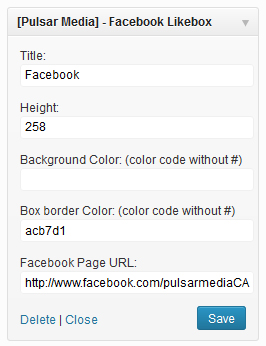 [Pulsar Media] - Facebook Likebox
Title:
Facebook
Height:
258
Background Color: (color code without #)
Box border Color: (color code without #)
acb7d1
Facebook Page URL:
http://www.facebook.com/pulsarmediaCA
Delete | Close
Save